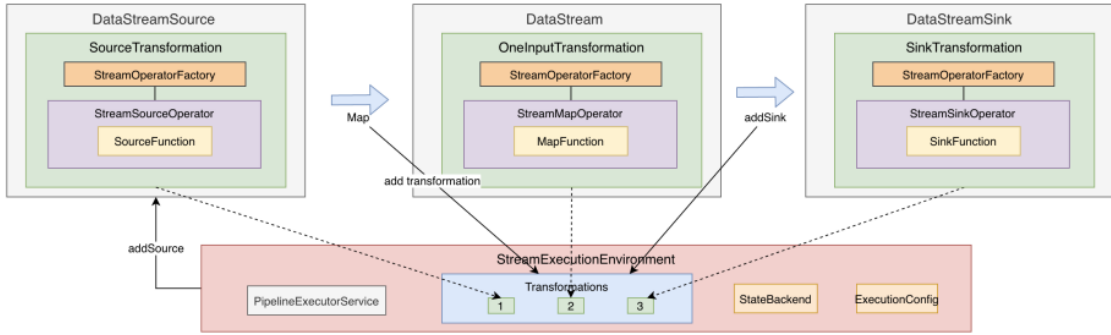 DataStreamSource
SourceTransformation
StreamOperatorFactory
StreamSourceOperator
SourceFunction
Map
DataStream
OneInputTransformation
StreamOperatorFactory
StreamMapOperator
MapFunction
addSink
DataStreamSink
SinkTransformation
StreamOperatorFactory
StreamSinkOperator
SinkFunction
add transformation
addSource
StreamExecutionEnvironment
PipelineExecutorService
Transformations
1
2
3
StateBackend
ExecutionConfig